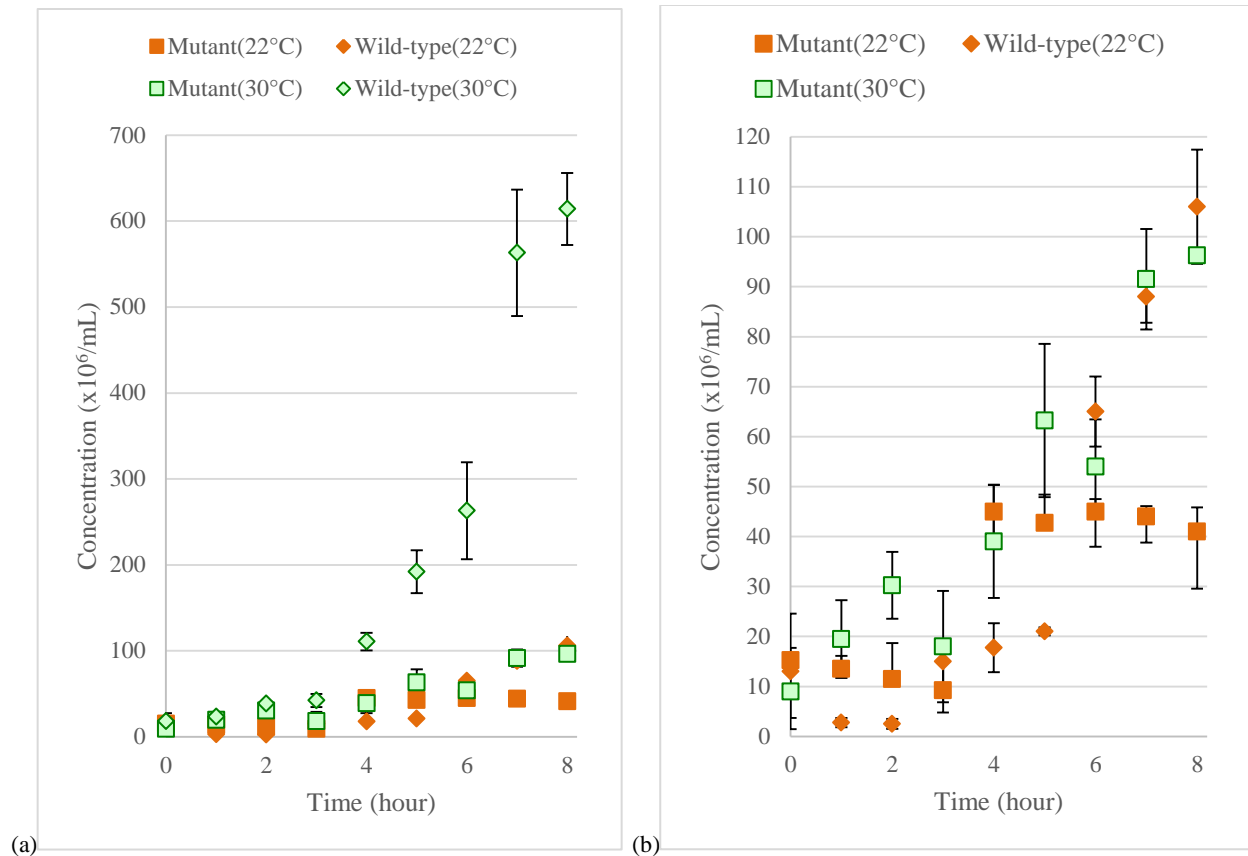 Mutant(22°C) Wild-type(22°C)
Mutant(30°C) Wild-type(30°C)
700
600
500
400
300
200
100
0
Concentration (x10⁶/mL)
0 2 4 6 8
Time (hour)
(a)
Mutant(22°C) Wild-type(22°C)
Mutant(30°C)
120
110
100
90
80
70
60
50
40
30
20
10
0
Concentration (x10⁶/mL)
0 2 4 6 8
Time (hour)
(b)